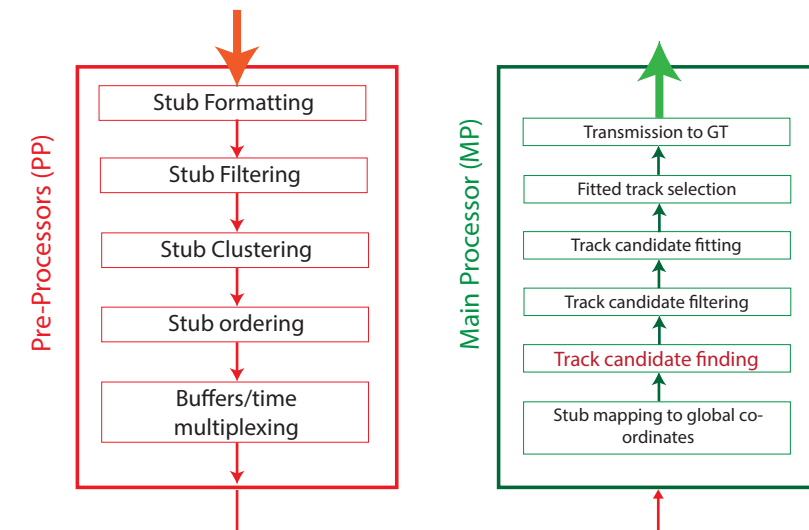 Pre-Processors (PP)
Stub Formatting
Stub Filtering
Stub Clustering
Stub ordering
Buffers/time
multiplexing
Main Processor (MP)
Transmission to GT
Fitted track selection
Track candidate fitting
Track candidate filtering
Track candidate finding
Stub mapping to global co-
ordinates